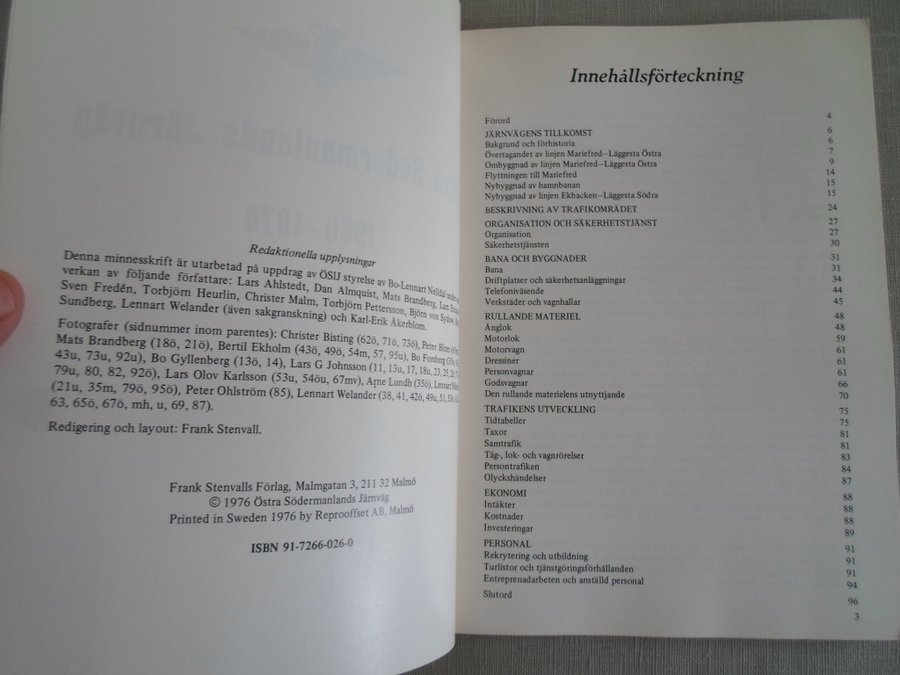 Redaktionella upplysningar
Denna minnesskrift är utarbetad på uppdrag av ÖSlJ styrelse av Bo-Lennart Nelldal under
verkan av följande författare: Lars Ahlstedt, Dan Almquist, Mats Brandberg, Lars
Sven Fredén, Torbjörn Heurlin, Christer Malm, Torbjörn Pettersson, Björn von Sydow,
Sundberg, Lennart Welander (även sakgranskning) och Karl-Erik Åkerblom.
Fotografer (sidnummer inom parentes): Christer Bisting (62ö, 71ö, 73ö), Peter
Mats Brandberg (18ö, 21ö), Bertil Ekholm (43ö, 49ö, 54m, 57, 95u), Bo Forsberg
43u, 73u, 92u), Bo Gyllenberg (13ö, 14), Lars G Johnsson (11, 13u, 17, 18u, 23, 25,
79u, 80, 82, 92ö), Lars Olov Karlsson (53u, 54öu, 67mv), Arne Lundh (35ö), Lennart
(21u, 35m, 79ö, 95ö), Peter Ohlström (85), Lennart Welander (38, 41, 42ö, 49u, 51,
63, 65ö, 67ö, mh, u, 69, 87).
Redigering och layout: Frank Stenvall.
Frank Stenvalls Förlag, Malmgatan 3, 211 32 Malmö
© 1976 Östra Södermanlands Järnväg
Printed in Sweden 1976 by Reprooffset AB, Malmö
ISBN 91-7266-026-0
Innehållsförteckning
Förord 4
JÄRNVÄGENS TILLKOMST 6
Bakgrund och förhistoria 6
Övertagandet av linjen Mariefred–Läggesta Östra 7
Ombyggnad av linjen Mariefred–Läggesta Östra 9
Flyttningen till Mariefred 14
Nybyggnad av hamnbanan 15
Nybyggnad av linjen Ekbacken–Läggesta Södra 15
BESKRIVNING AV TRAFIKOMRÅDET 24
ORGANISATION OCH SÄKERHETSTJÄNST 27
Organisation 27
Säkerhetstjänsten 30
BANA OCH BYGGNADER 31
Bana 31
Driftplatser och säkerhetsanläggningar 34
Telefoniväsende 44
Verkstäder och vagnhallar 45
RULLANDE MATERIEL 48
Ånglok 48
Motorlok 59
Motorvagn 61
Dressiner 61
Personvagnar 61
Godsvagnar 66
Den rullande materielens utnyttjande 70
TRAFIKENS UTVECKLING 75
Tidtabeller 75
Taxor 81
Samtrafik 81
Tåg-, lok- och vagnrörelser 83
Persontrafiken 84
Olyckshändelser 87
EKONOMI 88
Intäkter 88
Kostnader 88
Investeringar 89
PERSONAL 91
Rekrytering och utbildning 91
Turlistor och tjänstgöringsförhållanden 91
Entreprenadarbeten och anställd personal 94
Slutord 96
3